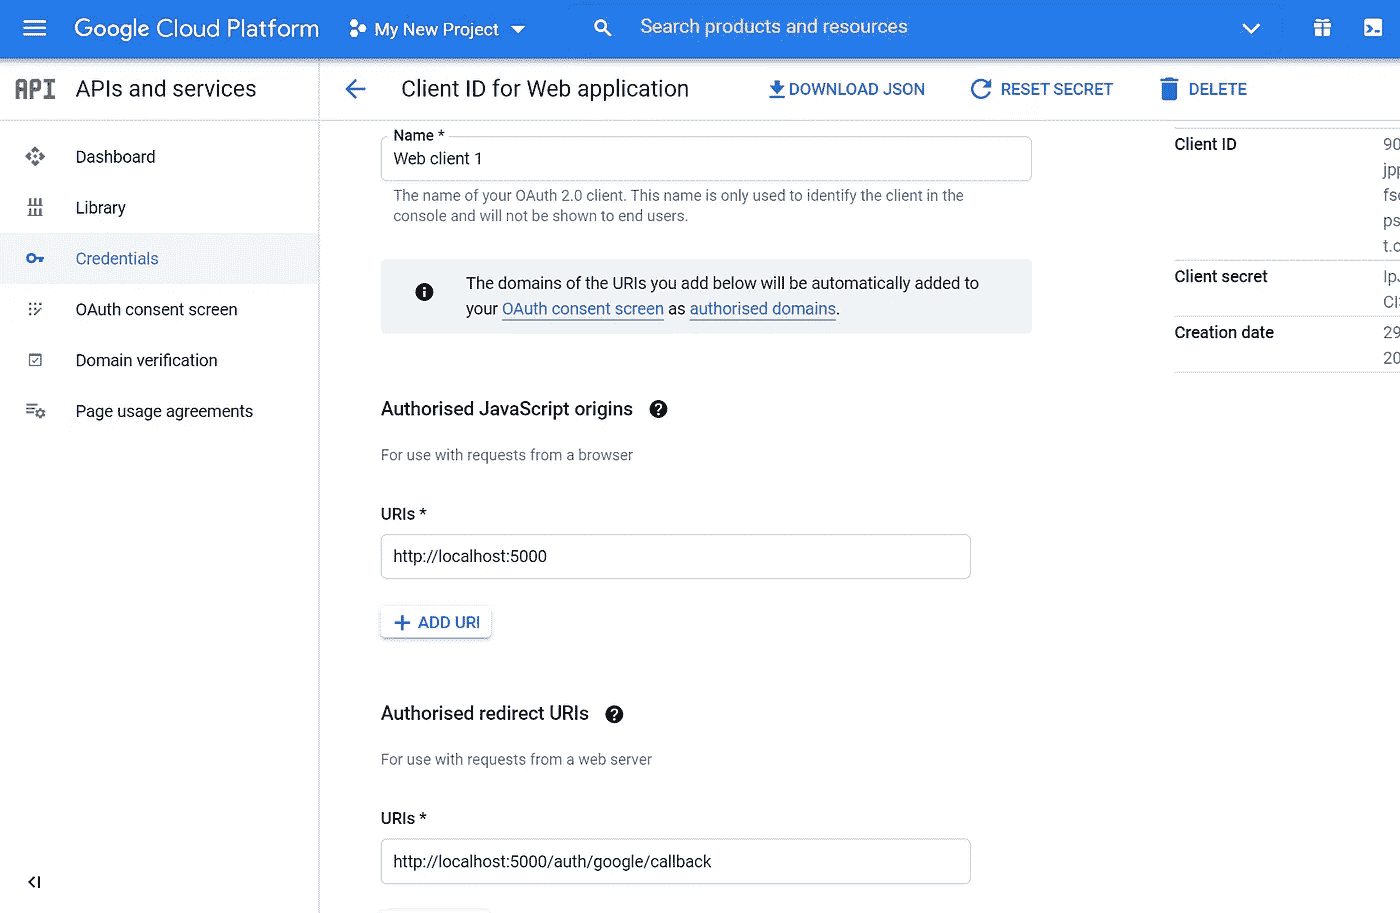 Google Cloud Platform My New Project Search products and resources
API APIs and services
Client ID for Web application DOWNLOAD JSON RESET SECRET DELETE
Dashboard
Library
Credentials
OAuth consent screen
Domain verification
Page usage agreements
Name *
Web client 1
The name of your OAuth 2.0 client. This name is only used to identify the client in the
console and will not be shown to end users.
The domains of the URIs you add below will be automatically added to
your OAuth consent screen as authorised domains.
Authorised JavaScript origins
For use with requests from a browser
URIs *
http://localhost:5000
ADD URI
Authorised redirect URIs
For use with requests from a web server
URIs *
http://localhost:5000/auth/google/callback
Client ID 90
jpp
fs
ps
t.c
Client secret IpJ
CI
Creation date 29
20